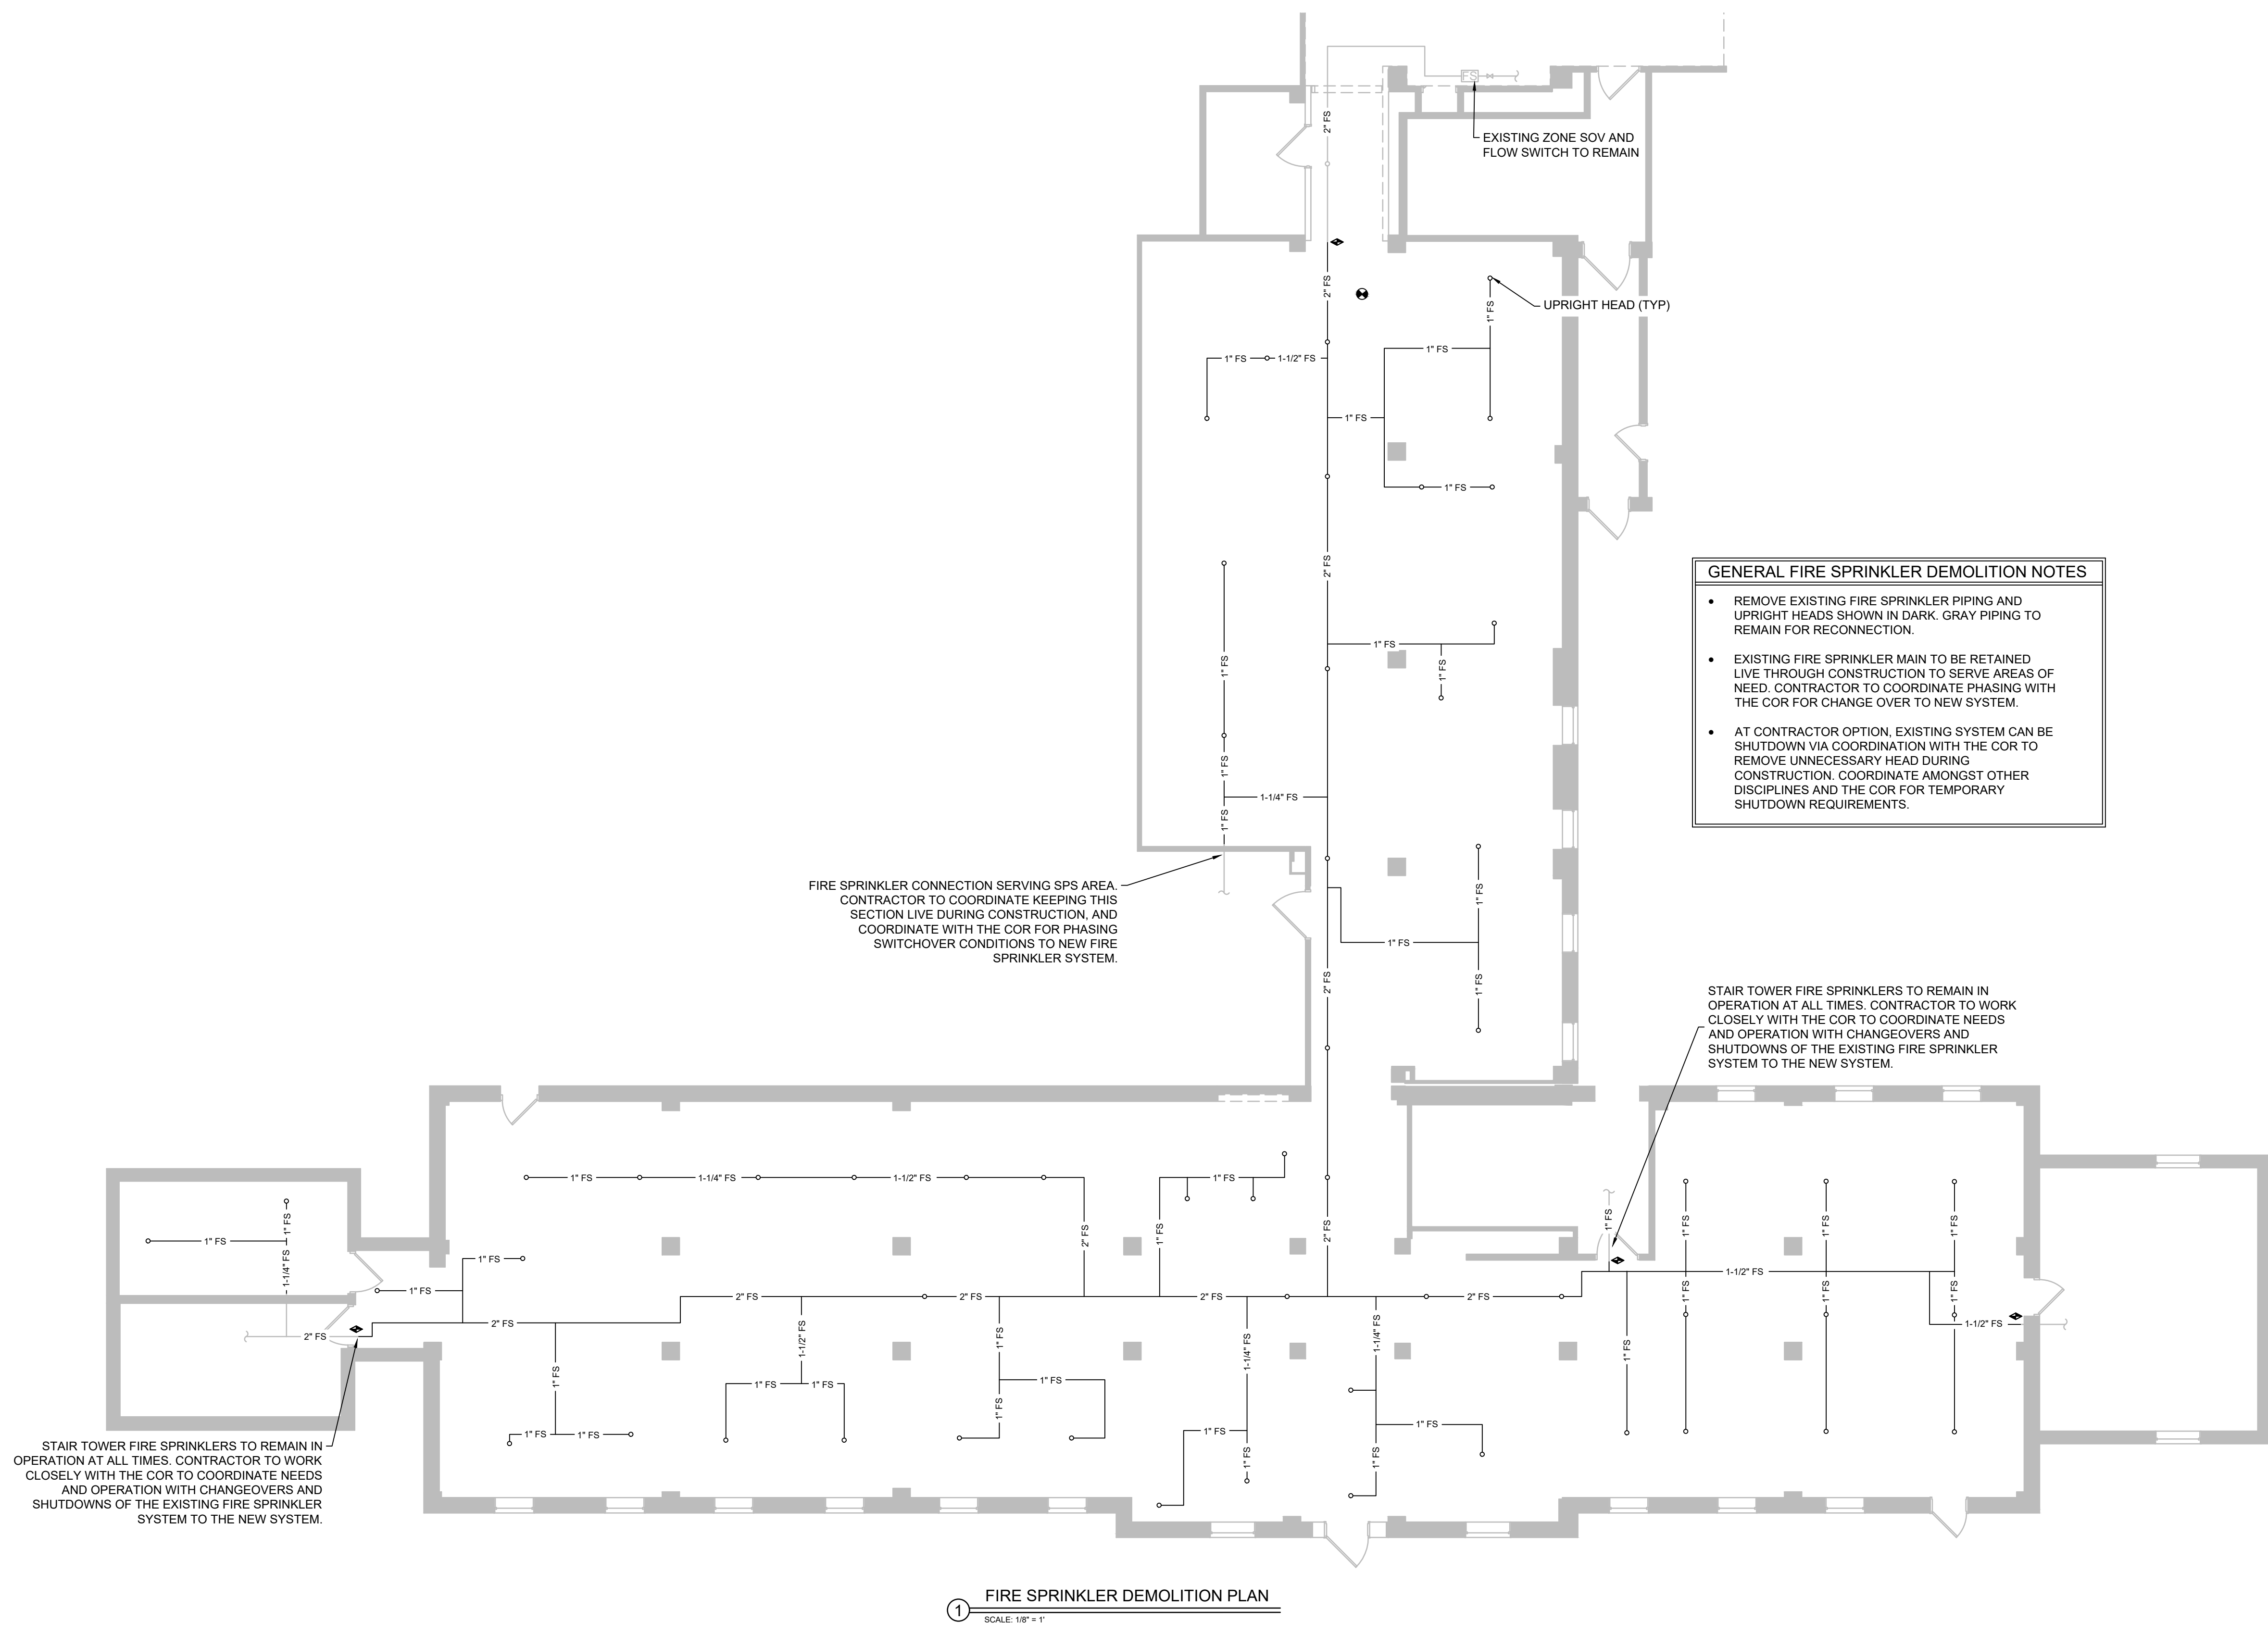 2" FS
FS
EXISTING ZONE SOV AND
FLOW SWITCH TO REMAIN
2" FS
1" FS
UPRIGHT HEAD (TYP)
1" FS
1-1/2" FS
1" FS
1" FS
1" FS
2" FS
GENERAL FIRE SPRINKLER DEMOLITION NOTES
• REMOVE EXISTING FIRE SPRINKLER PIPING AND
UPRIGHT HEADS SHOWN IN DARK. GRAY PIPING TO
REMAIN FOR RECONNECTION.
• EXISTING FIRE SPRINKLER MAIN TO BE RETAINED
LIVE THROUGH CONSTRUCTION TO SERVE AREAS OF
NEED. CONTRACTOR TO COORDINATE PHASING WITH
THE COR FOR CHANGE OVER TO NEW SYSTEM.
• AT CONTRACTOR OPTION, EXISTING SYSTEM CAN BE
SHUTDOWN VIA COORDINATION WITH THE COR TO
REMOVE UNNECESSARY HEAD DURING
CONSTRUCTION. COORDINATE AMONGST OTHER
DISCIPLINES AND THE COR FOR TEMPORARY
SHUTDOWN REQUIREMENTS.
1" FS
1" FS
1" FS
1" FS
1-1/4" FS
1" FS
FIRE SPRINKLER CONNECTION SERVING SPS AREA.
CONTRACTOR TO COORDINATE KEEPING THIS
SECTION LIVE DURING CONSTRUCTION, AND
COORDINATE WITH THE COR FOR PHASING
SWITCHOVER CONDITIONS TO NEW FIRE
SPRINKLER SYSTEM.
1" FS
1" FS
2" FS
1" FS
STAIR TOWER FIRE SPRINKLERS TO REMAIN IN
OPERATION AT ALL TIMES. CONTRACTOR TO WORK
CLOSELY WITH THE COR TO COORDINATE NEEDS
AND OPERATION WITH CHANGEOVERS AND
SHUTDOWNS OF THE EXISTING FIRE SPRINKLER
SYSTEM TO THE NEW SYSTEM.
1" FS
1-1/4" FS
1-1/2" FS
1" FS
1" FS
1" FS
1-1/4" FS
1" FS
1" FS
2" FS
1" FS
2" FS
1" FS
1" FS
1" FS
1" FS
1-1/2" FS
1" FS
1" FS
1" FS
2" FS
2" FS
2" FS
2" FS
2" FS
2" FS
1-1/2" FS
1" FS
1-1/2" FS
1" FS
1-1/4" FS
1-1/4" FS
1" FS
1" FS
1" FS
1" FS
1" FS
1" FS
1" FS
1" FS
1" FS
1" FS
1" FS
1" FS
STAIR TOWER FIRE SPRINKLERS TO REMAIN IN
OPERATION AT ALL TIMES. CONTRACTOR TO WORK
CLOSELY WITH THE COR TO COORDINATE NEEDS
AND OPERATION WITH CHANGEOVERS AND
SHUTDOWNS OF THE EXISTING FIRE SPRINKLER
SYSTEM TO THE NEW SYSTEM.
1
FIRE SPRINKLER DEMOLITION PLAN
SCALE: 1/8" = 1'